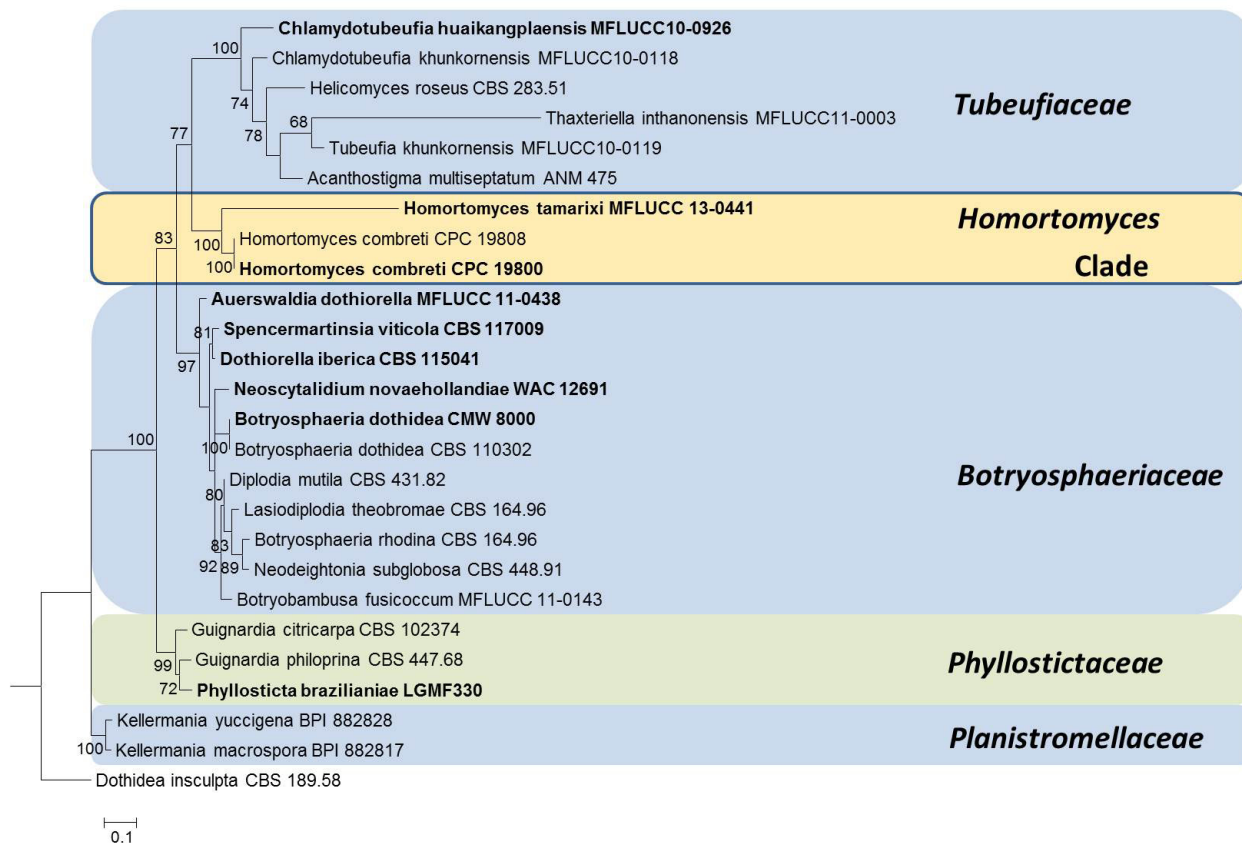 Chlamydotubeufia huaikangplaensis MFLUCC10-0926
100
Chlamydotubeufia khunkornensis MFLUCC10-0118
74
Helicomyces roseus CBS 283.51
Tubeufiaceae
68
Thaxteriella inthanonensis MFLUCC11-0003
78
77
Tubeufia khunkornensis MFLUCC10-0119
Acanthostigma multiseptatum ANM 475
Homortomyces tamarixi MFLUCC 13-0441
Homortomyces
83
100
Homortomyces combreti CPC 19808
100
Homortomyces combreti CPC 19800
Clade
Auerswaldia dothiorella MFLUCC 11-0438
81
Spencermartinsia viticola CBS 117009
97
Dothiorella iberica CBS 115041
Neoscytalidium novaehollandiae WAC 12691
Botryosphaeria dothidea CMW 8000
100
100
Botryosphaeria dothidea CBS 110302
Botryosphaeriaceae
Diplodia mutila CBS 431.82
80
Lasiodiplodia theobromae CBS 164.96
83
Botryosphaeria rhodina CBS 164.96
92
89
Neodeightonia subglobosa CBS 448.91
Botryobambusa fusicoccum MFLUCC 11-0143
Guignardia citricarpa CBS 102374
99
Guignardia philoprina CBS 447.68
Phyllostictaceae
72
Phyllosticta brazilianiae LGMF330
Kellermania yuccigena BPI 882828
Planistromellaceae
100
Kellermania macrospora BPI 882817
Dothidea insculpta CBS 189.58
0.1